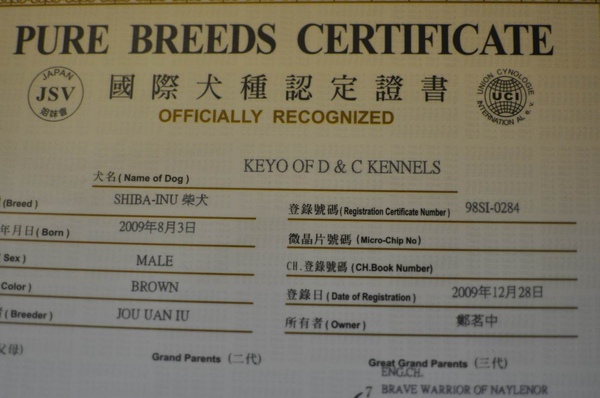 PURE BREEDS CERTIFICATE
JAPAN
JSV
國際犬種認定證書
UNION CYNOLOGIE
INTERNATIONAL e. v.
UCI
OFFICIALLY RECOGNIZED
犬名(Name of Dog) KEYO OF D & C KENNELS
(Breed) SHIBA-INU 柴犬
登錄號碼(Registration Certificate Number) 98SI-0284
年月日(Born) 2009年8月3日
微晶片號碼(Micro-Chip No)
Sex) MALE
CH.登錄號碼(CH.Book Number)
Color) BROWN
登錄日(Date of Registration) 2009年12月28日
(Breeder) JOU UAN IU
所有者(Owner) 鄭茗中
父母)
Grand Parents (二代)
Great Grand Parents (三代)
ENG.CH.
7 BRAVE WARRIOR OF NAYLENOR